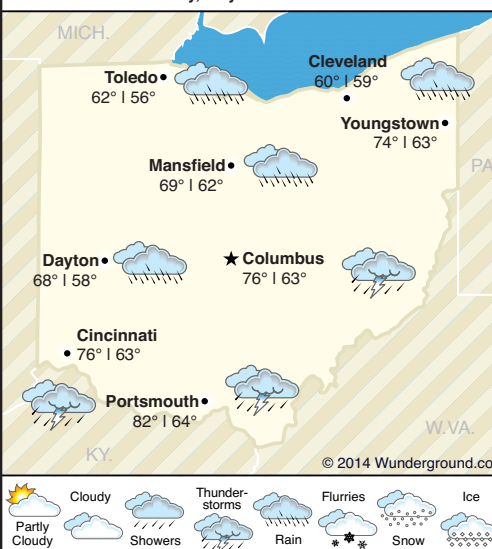 MICH.
Cleveland
60° | 59°
Toledo
62° | 56°
Youngstown
74° | 63°
Mansfield
69° | 62°
PA
Dayton
68° | 58°
Columbus
76° | 63°
Cincinnati
76° | 63°
Portsmouth
82° | 64°
W.VA.
KY.
© 2014 Wunderground.co
Partly
Cloudy
Cloudy
Showers
Thunder-
storms
Rain
Flurries
Snow
Ice